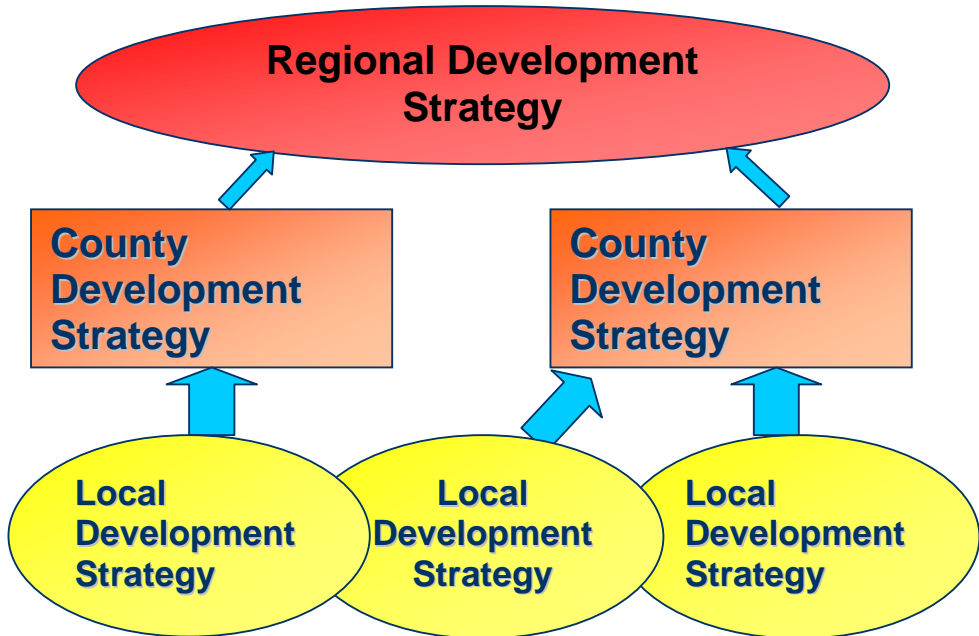 Regional Development
Strategy
County
Development
Strategy
County
Development
Strategy
Local
Development
Strategy
Local
Development
Strategy
Local
Development
Strategy